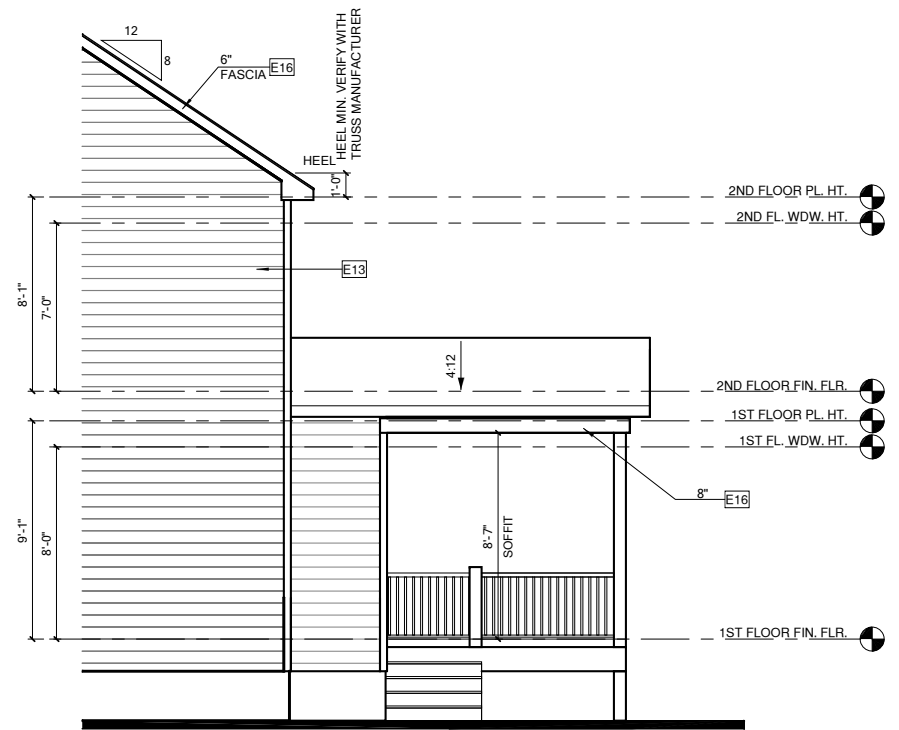 12
8
6"
FASCIA
E16
HEEL MIN. VERIFY WITH
TRUSS MANUFACTURER
HEEL
1'-0"
2ND FLOOR PL. HT.
2ND FL. WDW. HT.
E13
8'-1"
7'-0"
4:12
2ND FLOOR FIN. FLR.
1ST FLOOR PL. HT.
1ST FL. WDW. HT.
8"
E16
9'-1"
8'-0"
8'-7"
SOFFIT
1ST FLOOR FIN. FLR.